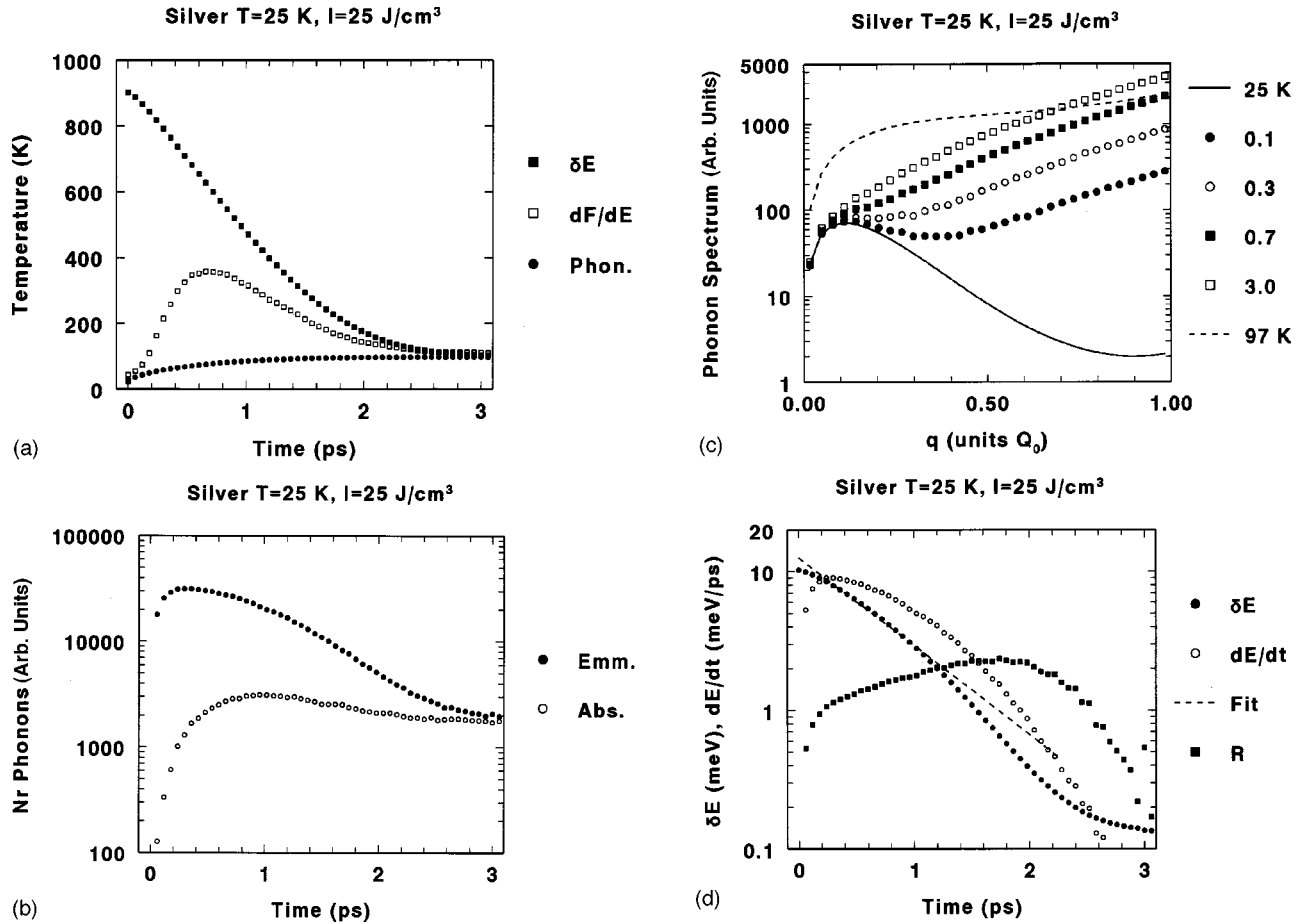 Silver T=25 K, I=25 J/cm³
1000
800
600
400
200
0
Temperature (K)
0 1 2 3
Time (ps)
δE
dF/dE
Phon.
(a)
Silver T=25 K, I=25 J/cm³
100000
10000
1000
100
Nr Phonons (Arb. Units)
0 1 2 3
Time (ps)
Emm.
Abs.
(b)
Silver T=25 K, I=25 J/cm³
5000
1000
100
10
1
Phonon Spectrum (Arb. Units)
0.00 0.50 1.00
q (units Q₀)
25 K
0.1
0.3
0.7
3.0
97 K
(c)
Silver T=25 K, I=25 J/cm³
20
10
1
0.1
δE (meV), dE/dt (meV/ps)
0 1 2 3
Time (ps)
δE
dE/dt
Fit
R
(d)